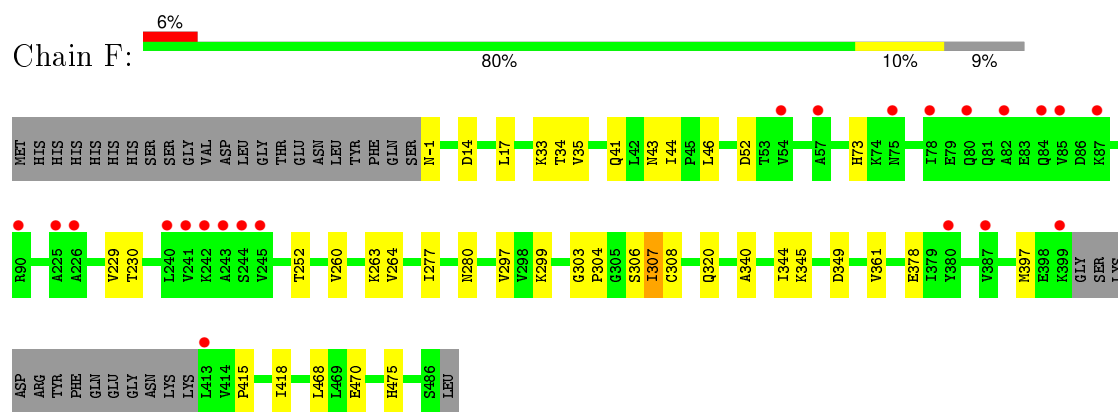 6%
Chain F:
80% 10% 9%
MET HIS HIS HIS HIS HIS HIS SER SER GLY VAL ASP LEU GLY THR GLU ASN LEU TYR PHE GLN SER N-1 D14 L17 K33 T34 V35 Q41 L42 N43 I44 P45 L46 D52 T53 V54 A57 H73 K74 N75 I78 E79 Q80 Q81 A82 E83 Q84 V85 D86 K87
R90 A225 A226 V229 T230 L240 V241 K242 A243 S244 V245 T252 V260 K263 V264 I277 N280 V297 V298 K299 G303 P304 G305 S306 I307 C308 Q320 A340 I344 K345 D349 V361 E378 I379 Y380 V387 M397 E398 K399 GLY SER LYS
ASP ARG TYR PHE GLN GLU GLY ASN LYS LYS L413 V414 P415 I418 L468 L469 E470 H475 S486 LEU